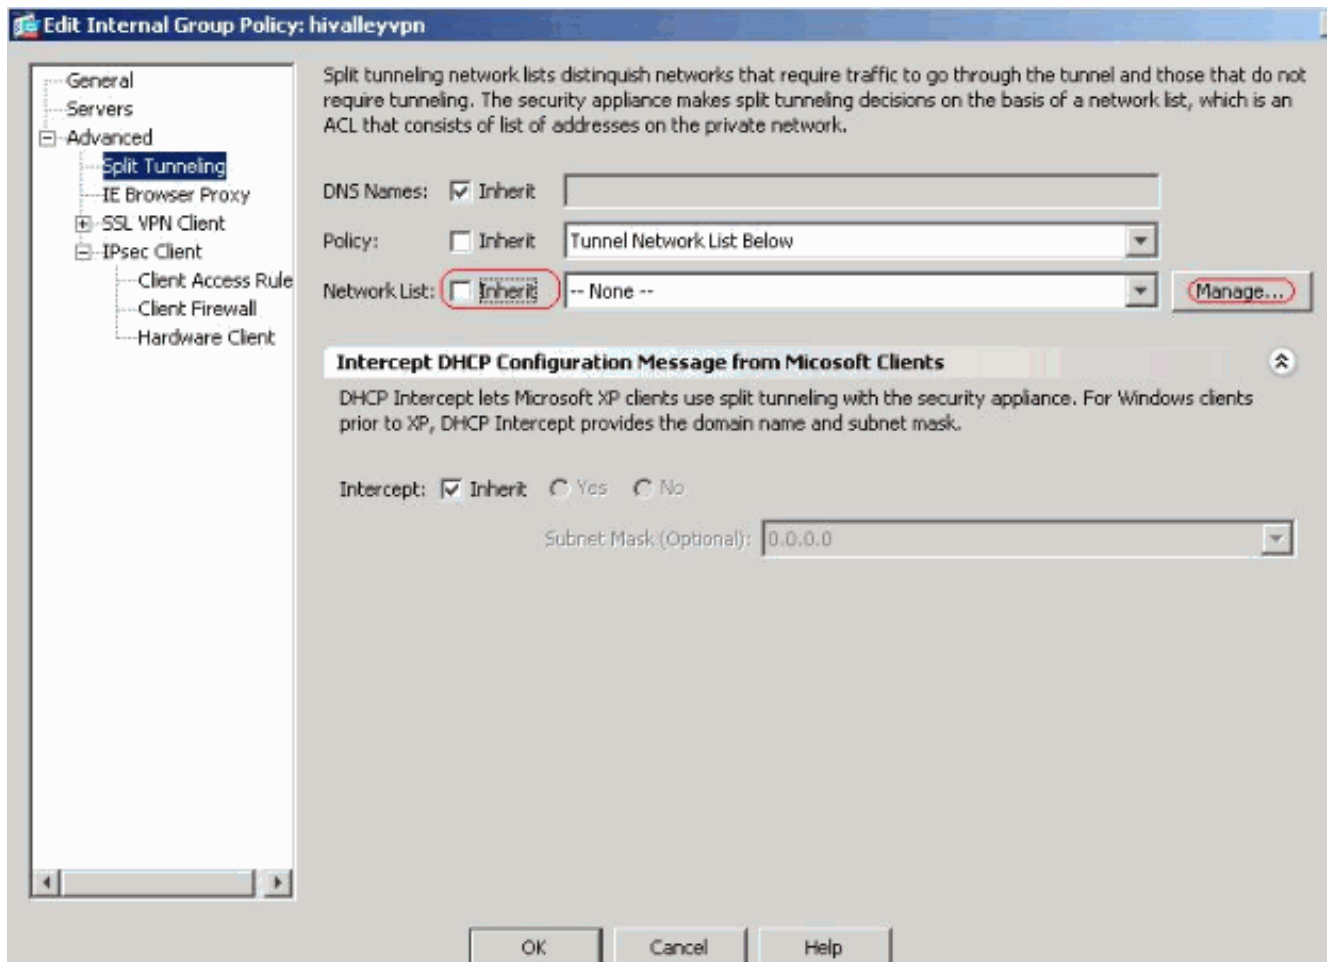 Edit Internal Group Policy: hivalleyvpn
General
Servers
Advanced
Split Tunneling
IE Browser Proxy
SSL VPN Client
IPsec Client
Client Access Rule
Client Firewall
Hardware Client
Split tunneling network lists distinquish networks that require traffic to go through the tunnel and those that do not
require tunneling. The security appliance makes split tunneling decisions on the basis of a network list, which is an
ACL that consists of list of addresses on the private network.
DNS Names: Inherit
Policy: Inherit Tunnel Network List Below
Network List: Inherit -- None -- Manage...
Intercept DHCP Configuration Message from Micosoft Clients
DHCP Intercept lets Microsoft XP clients use split tunneling with the security appliance. For Windows clients
prior to XP, DHCP Intercept provides the domain name and subnet mask.
Intercept: Inherit Yes No
Subnet Mask (Optional): 0.0.0.0
OK Cancel Help